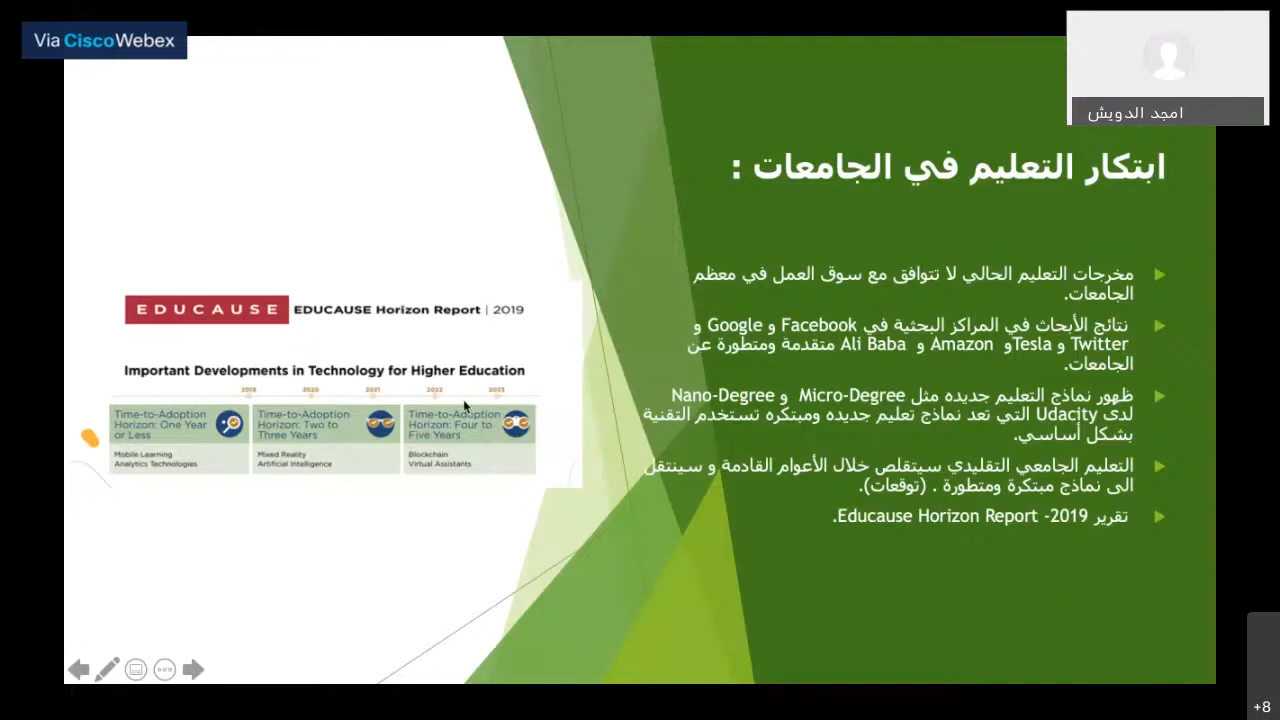 Via Cisco Webex
امجد الدويش
ابتكار التعليم في الجامعات :
مخرجات التعليم الحالي لا تتوافق مع سوق العمل في معظم
الجامعات.
نتائج الأبحاث في المراكز البحثية في Facebook و Google و
Twitter و Teslaو Amazon و Ali Baba متقدمة ومتطورة عن
الجامعات.
ظهور نماذج التعليم جديده مثل Micro-Degree و Nano-Degree
لدى Udacity التي تعد نماذج تعليم جديده ومبتكره تستخدم التقنية
بشكل أساسي.
التعليم الجامعي التقليدي سيتقلص خلال الأعوام القادمة و سينتقل
الى نماذج مبتكرة ومتطورة . (توقعات).
تقرير Educause Horizon Report -2019.
EDUCAUSE EDUCAUSE Horizon Report | 2019
Important Developments in Technology for Higher Education
2019 2020 2021 2022 2023
Time-to-Adoption
Horizon: One Year
or Less
Mobile Learning
Analytics Technologies
Time-to-Adoption
Horizon: Two to
Three Years
Mixed Reality
Artificial Intelligence
Time-to-Adoption
Horizon: Four to
Five Years
Blockchain
Virtual Assistants
+8